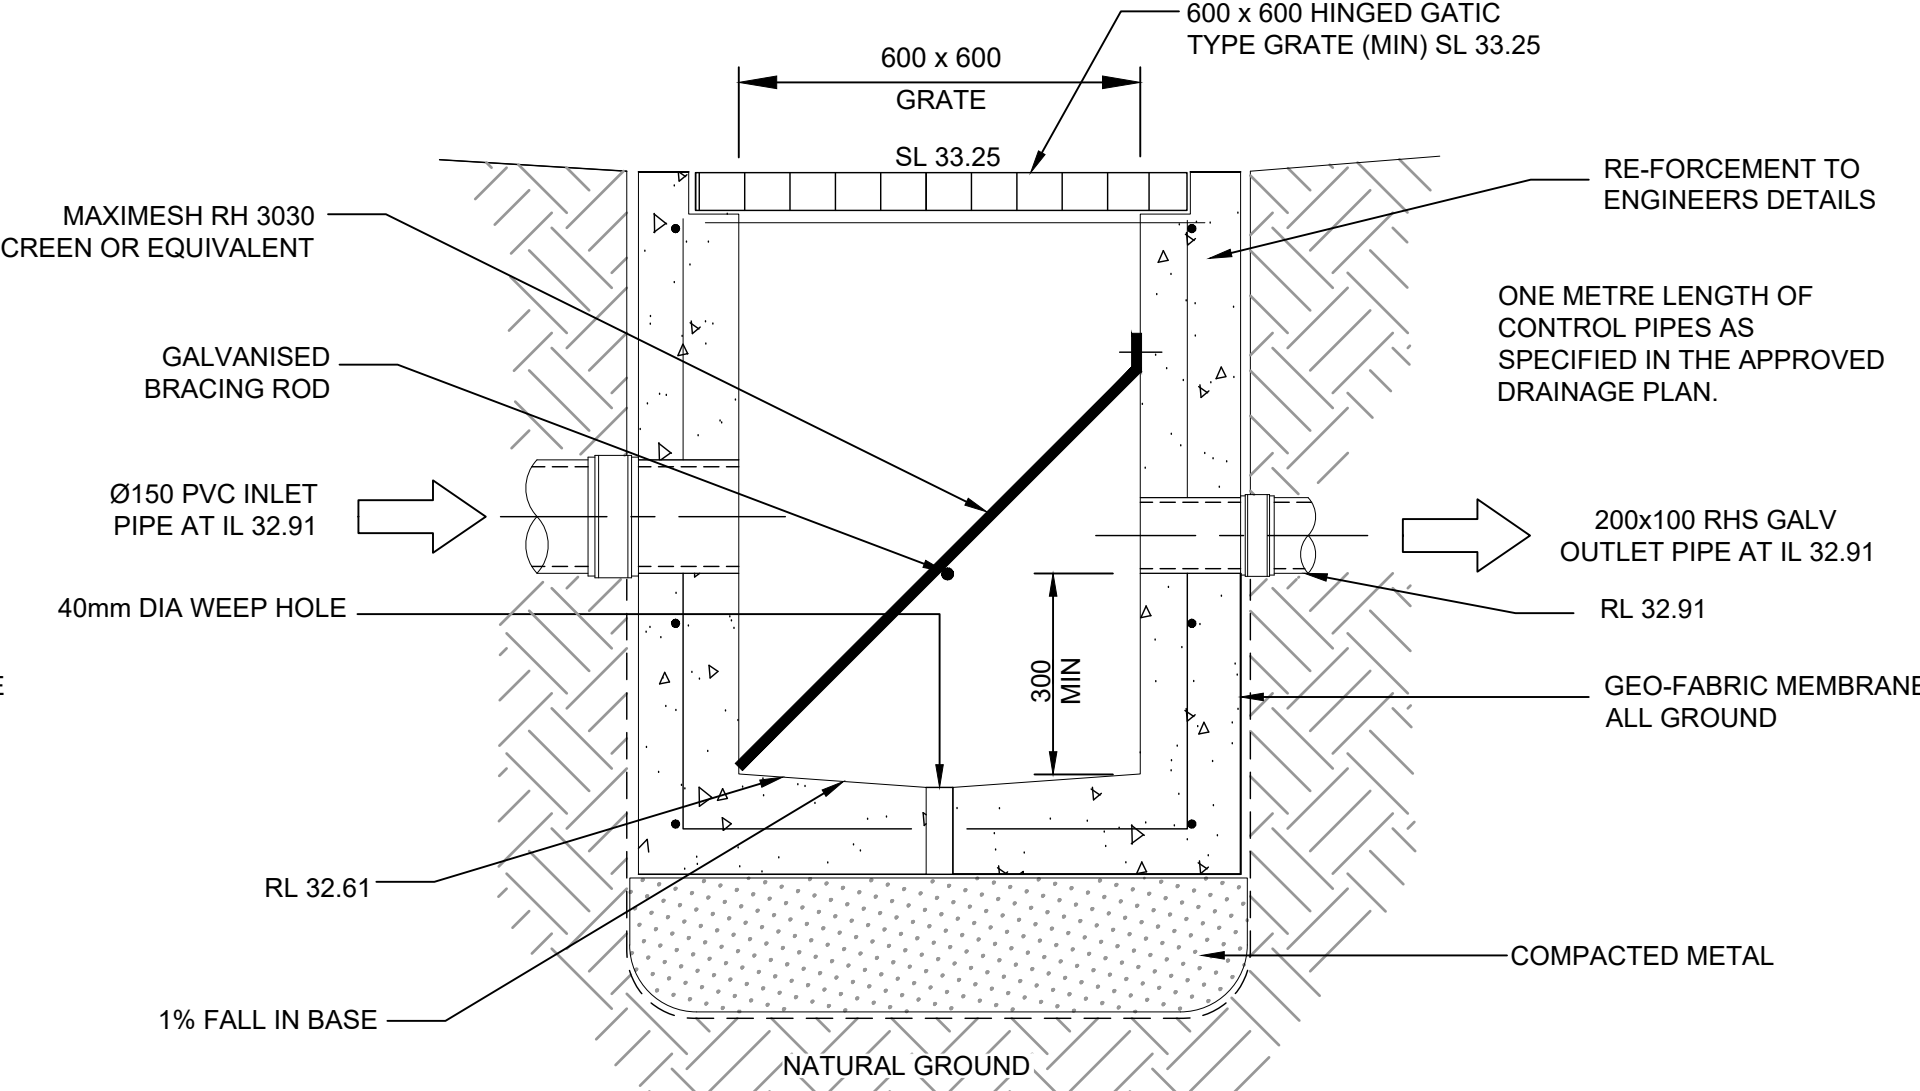 600 x 600 HINGED GATIC
TYPE GRATE (MIN) SL 33.25
600 x 600
GRATE
SL 33.25
RE-FORCEMENT TO
ENGINEERS DETAILS
MAXIMESH RH 3030
CREEN OR EQUIVALENT
ONE METRE LENGTH OF
CONTROL PIPES AS
SPECIFIED IN THE APPROVED
DRAINAGE PLAN.
GALVANISED
BRACING ROD
Ø150 PVC INLET
PIPE AT IL 32.91
200x100 RHS GALV
OUTLET PIPE AT IL 32.91
40mm DIA WEEP HOLE
RL 32.91
300
MIN
E
GEO-FABRIC MEMBRANE
ALL GROUND
RL 32.61
COMPACTED METAL
1% FALL IN BASE
NATURAL GROUND